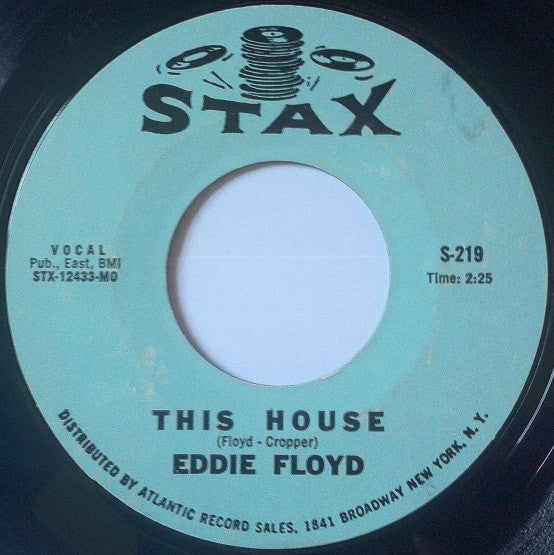 STAX
VOCAL
Pub., East, BMI
STX-12433-MO
S-219
Time: 2:25
THIS HOUSE
(Floyd - Cropper)
EDDIE FLOYD
DISTRIBUTED BY ATLANTIC RECORD SALES, 1841 BROADWAY NEW YORK, N. Y.